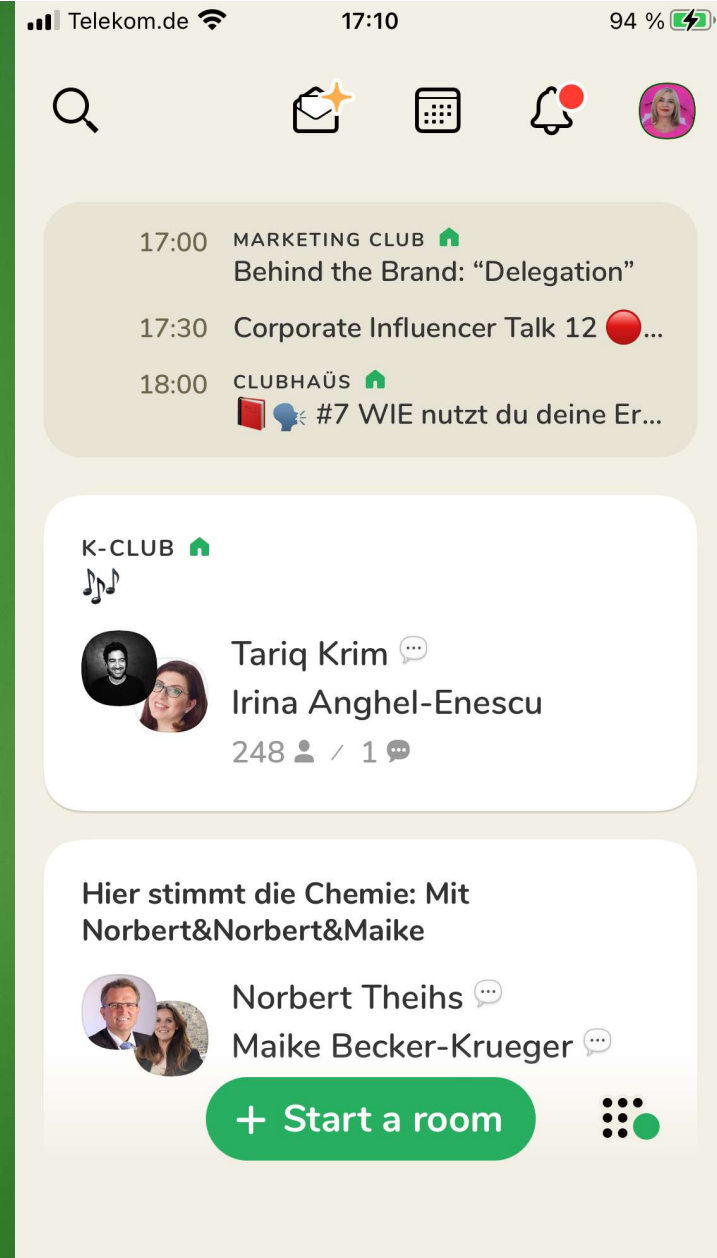 Telekom.de 17:10 94 %
17:00 MARKETING CLUB
Behind the Brand: “Delegation”
17:30 Corporate Influencer Talk 12 🔴...
18:00 CLUBHAÜS
📕🗣️ #7 WIE nutzt du deine Er...
K-CLUB
🎶
Tariq Krim
Irina Anghel-Enescu
248 / 1
Hier stimmt die Chemie: Mit
Norbert&Norbert&Maike
Norbert Theihs
Maike Becker-Krueger
+ Start a room